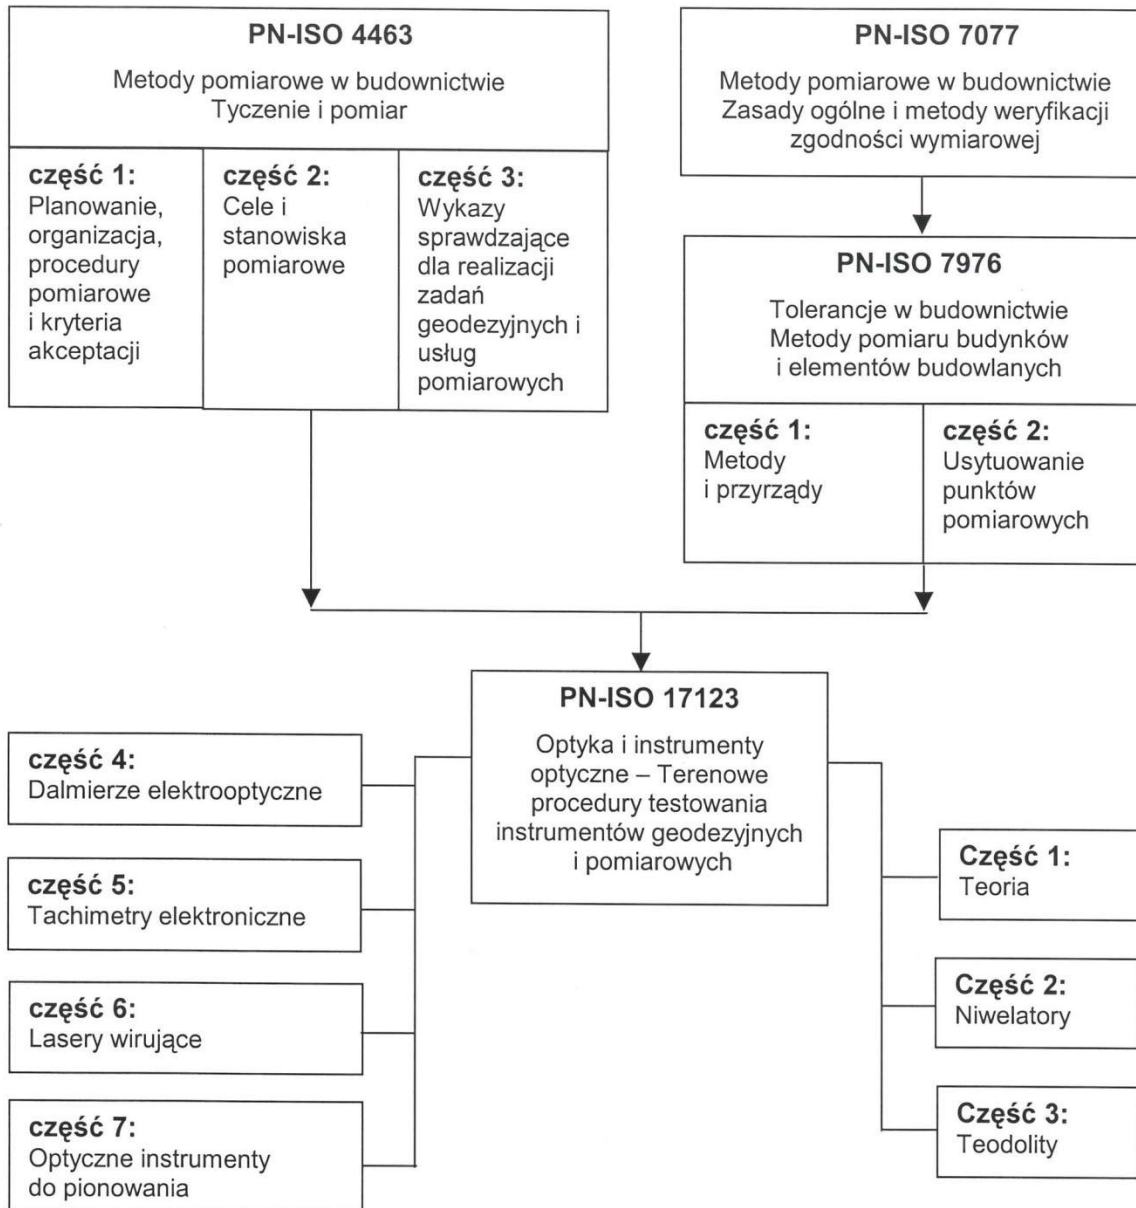 PN-ISO 4463
Metody pomiarowe w budownictwie
Tyczenie i pomiar
część 1:
Planowanie,
organizacja,
procedury
pomiarowe
i kryteria
akceptacji
część 2:
Cele i
stanowiska
pomiarowe
część 3:
Wykazy
sprawdzające
dla realizacji
zadań
geodezyjnych i
usług
pomiarowych
PN-ISO 7077
Metody pomiarowe w budownictwie
Zasady ogólne i metody weryfikacji
zgodności wymiarowej
PN-ISO 7976
Tolerancje w budownictwie
Metody pomiaru budynków
i elementów budowlanych
część 1:
Metody
i przyrządy
część 2:
Usytuowanie
punktów
pomiarowych
PN-ISO 17123
Optyka i instrumenty
optyczne – Terenowe
procedury testowania
instrumentów geodezyjnych
i pomiarowych
część 4:
Dalmierze elektrooptyczne
część 5:
Tachimetry elektroniczne
część 6:
Lasery wirujące
część 7:
Optyczne instrumenty
do pionowania
Część 1:
Teoria
Część 2:
Niwelatory
Część 3:
Teodolity